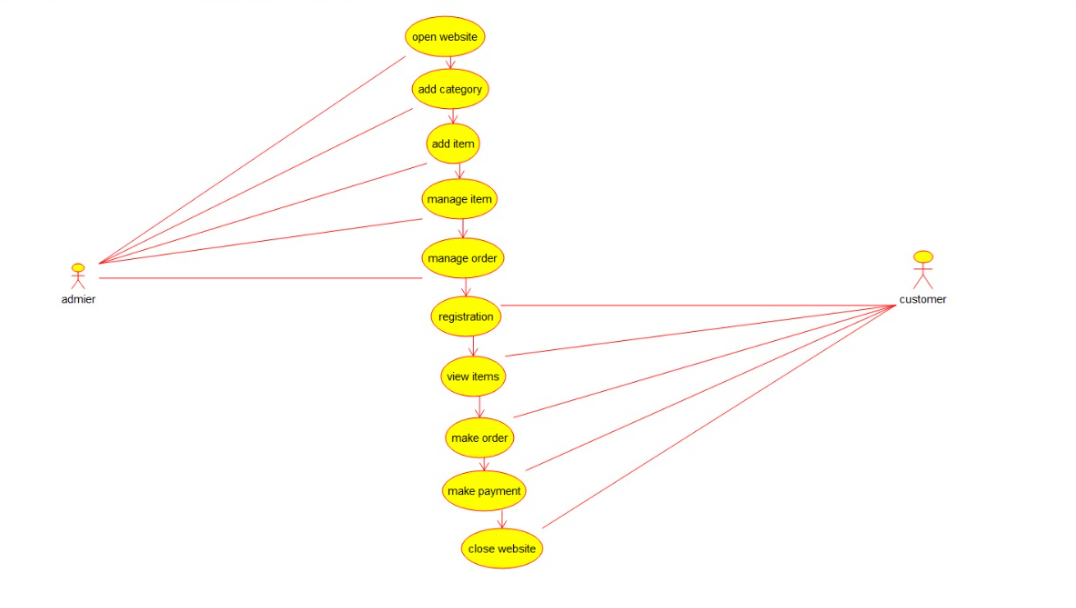 open website
add category
add item
manage item
manage order
admier
customer
registration
view items
make order
make payment
close website